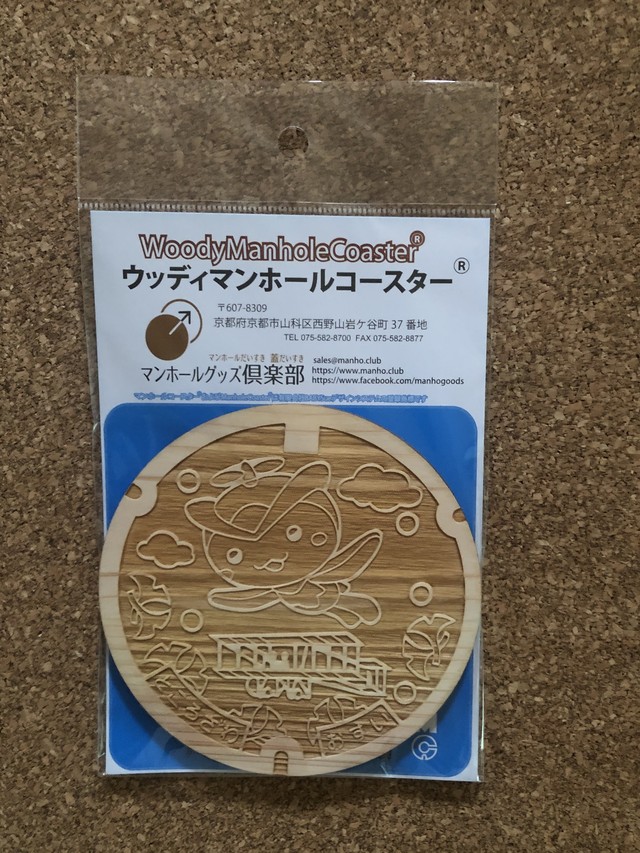 WoodyManholeCoaster®
ウッディマンホールコースター®
〒607-8309
京都府京都市山科区西野山岩ケ谷町 37 番地
TEL 075-582-8700 FAX 075-582-8877
マンホールだいすき 蓋だいすき
マンホールグッズ倶楽部
sales@manho.club
https://www.manho.club
https://www.facebook.com/manhogoods